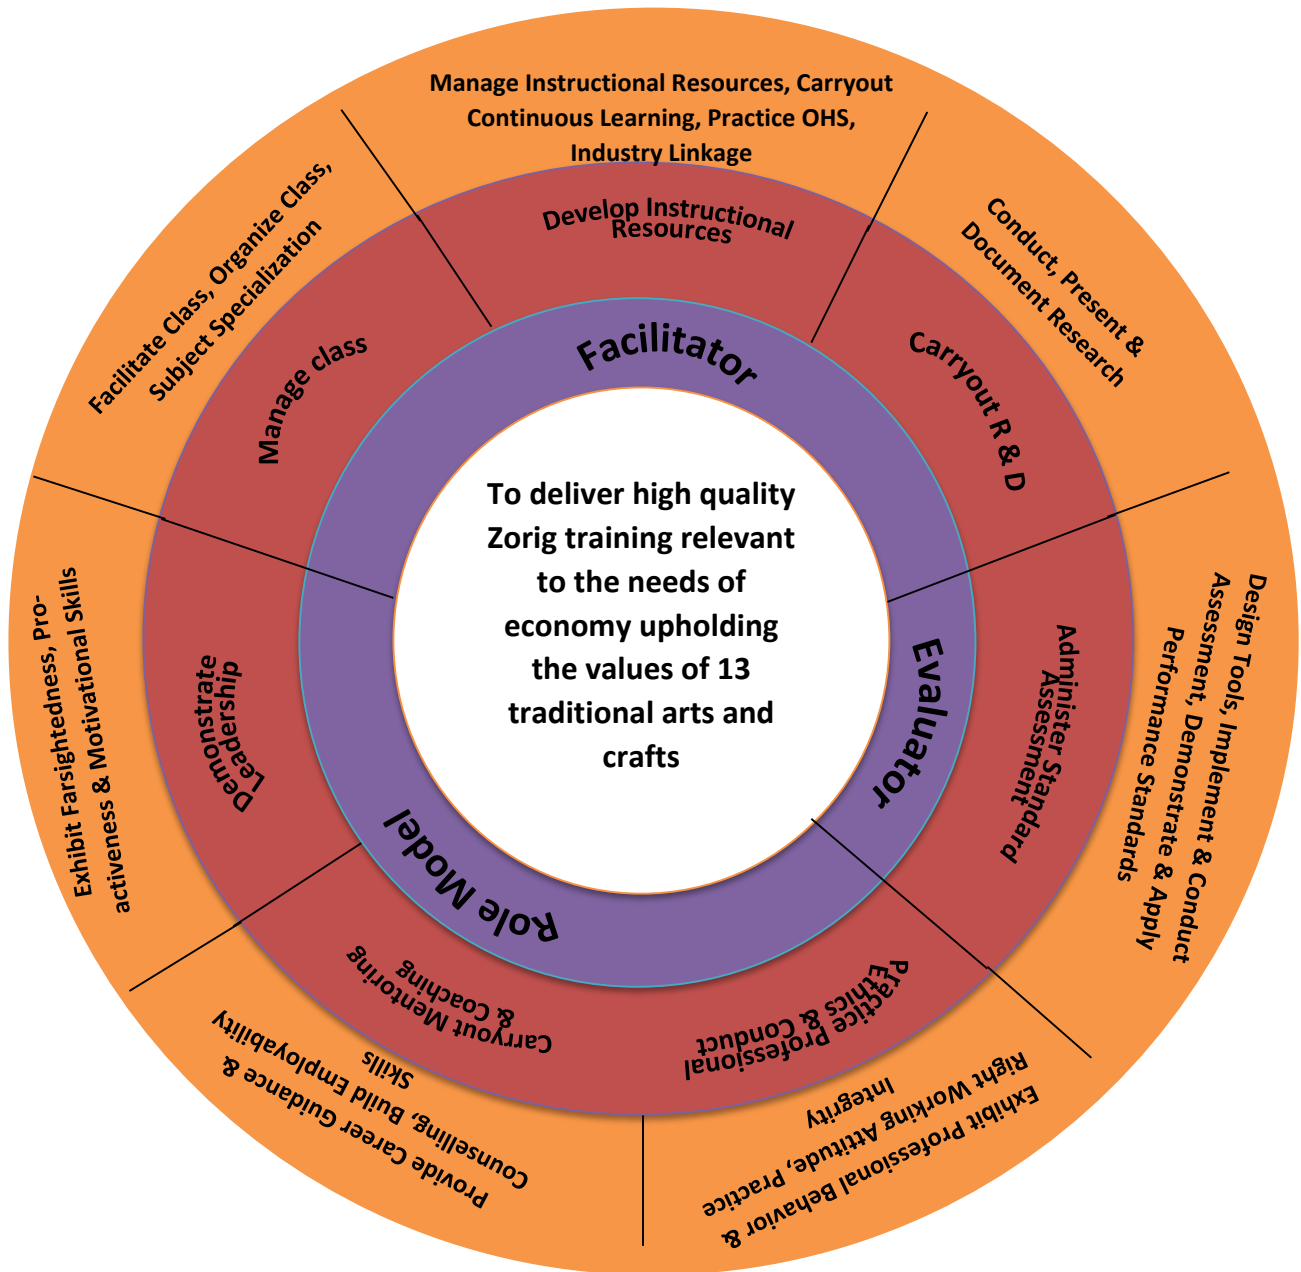 Manage Instructional Resources, Carryout
Continuous Learning, Practice OHS,
Industry Linkage
Conduct, Present &
Document Research
Design Tools, Implement & Conduct
Assessment, Demonstrate & Apply
Performance Standards
Exhibit Professional Behavior &
Right Working Attitude, Practice
Integrity
Provide Career Guidance &
Counselling, Build Employability
Skills
Exhibit Farsightedness, Pro-
activeness & Motivational Skills
Facilitate Class, Organize Class,
Subject Specialization
Develop Instructional
Resources
Carryout R & D
Administer Standard
Assessment
Practice Professional
Ethics & Conduct
Carryout Mentoring
& Coaching
Demonstrate
Leadership
Manage class
Facilitator
Evaluator
Role Model
To deliver high quality
Zorig training relevant
to the needs of
economy upholding
the values of 13
traditional arts and
crafts